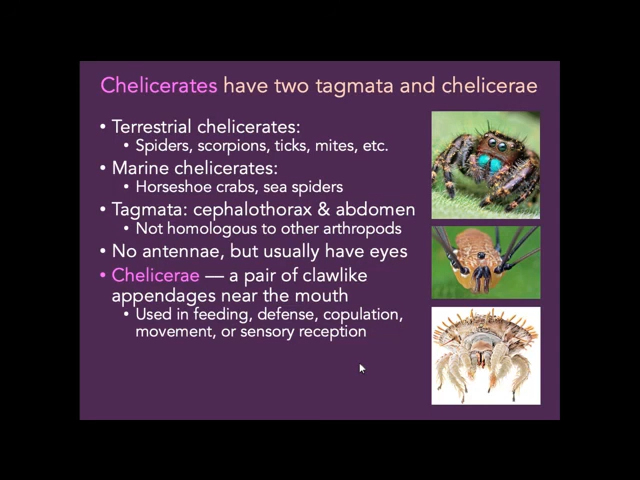 Chelicerates have two tagmata and chelicerae
• Terrestrial chelicerates:
• Spiders, scorpions, ticks, mites, etc.
• Marine chelicerates:
• Horseshoe crabs, sea spiders
• Tagmata: cephalothorax & abdomen
• Not homologous to other arthropods
• No antennae, but usually have eyes
• Chelicerae — a pair of clawlike
appendages near the mouth
• Used in feeding, defense, copulation,
movement, or sensory reception